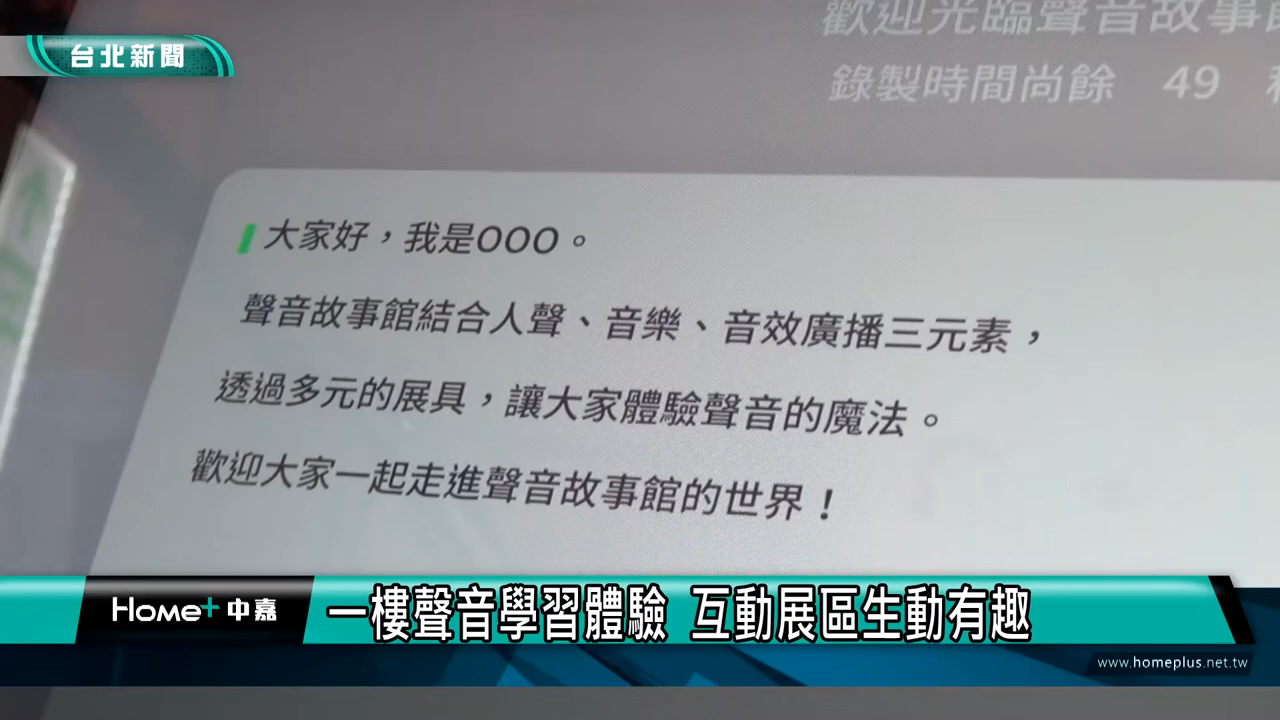 歡迎光臨聲音故事
台北新聞
錄製時間尚餘 49
大家好，我是OOO。
聲音故事館結合人聲、音樂、音效廣播三元素，
透過多元的展具，讓大家體驗聲音的魔法。
歡迎大家一起走進聲音故事館的世界！
Home+中嘉
一樓聲音學習體驗 互動展區生動有趣
www.homeplus.net.tw